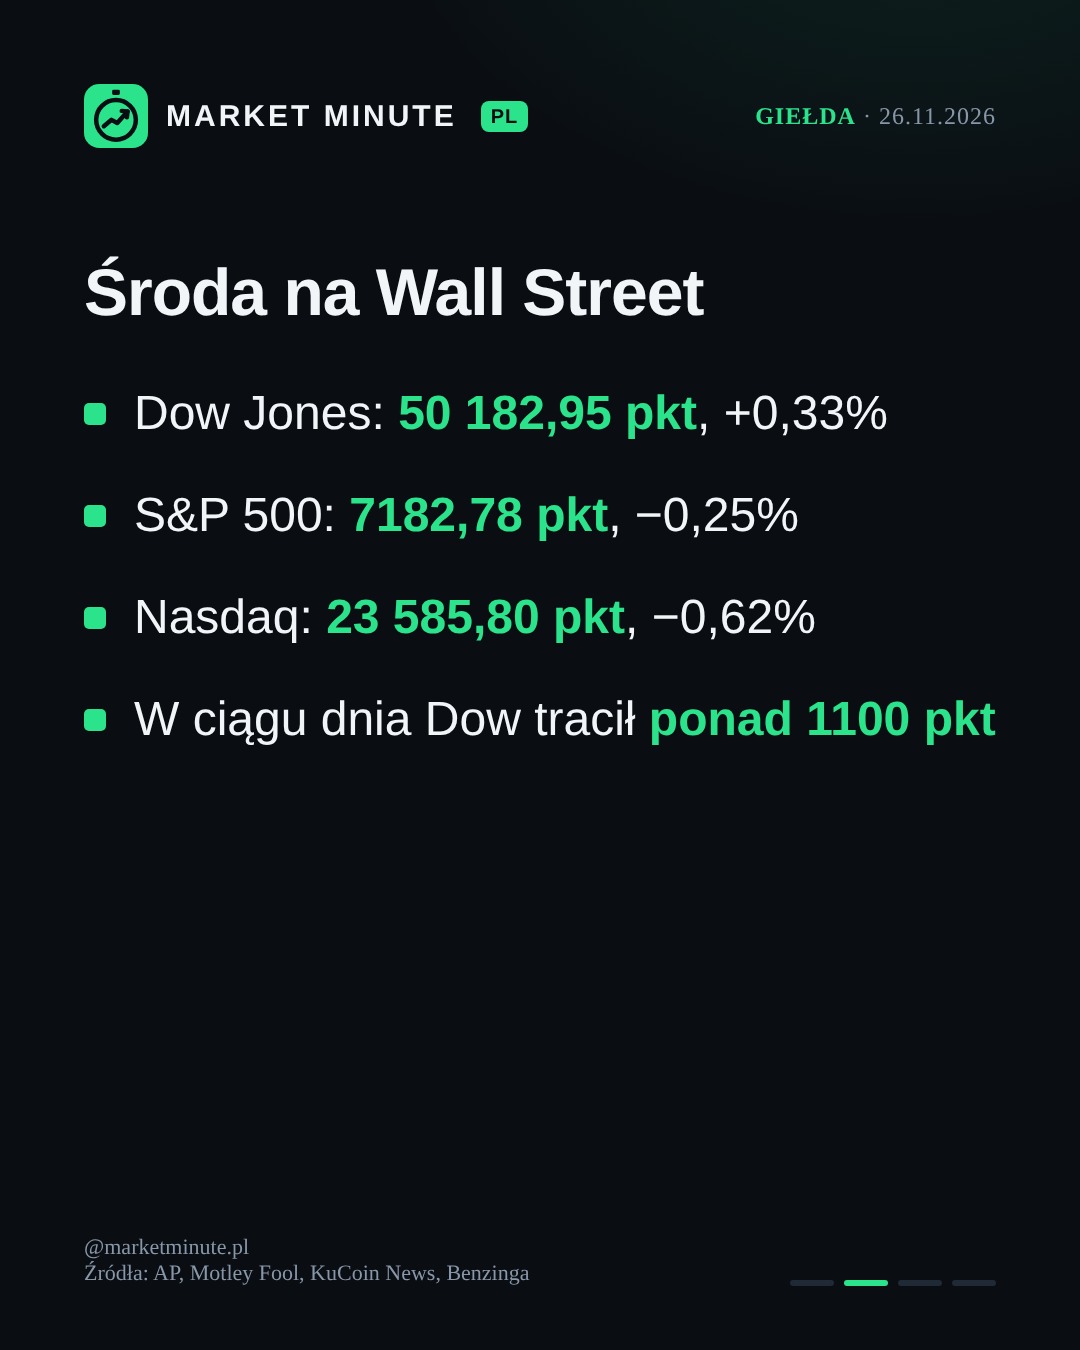 MARKET MINUTE PL
GIEŁDA · 26.11.2026
Środa na Wall Street
Dow Jones: 50 182,95 pkt, +0,33%
S&P 500: 7182,78 pkt, −0,25%
Nasdaq: 23 585,80 pkt, −0,62%
W ciągu dnia Dow tracił ponad 1100 pkt
@marketminute.pl
Źródła: AP, Motley Fool, KuCoin News, Benzinga